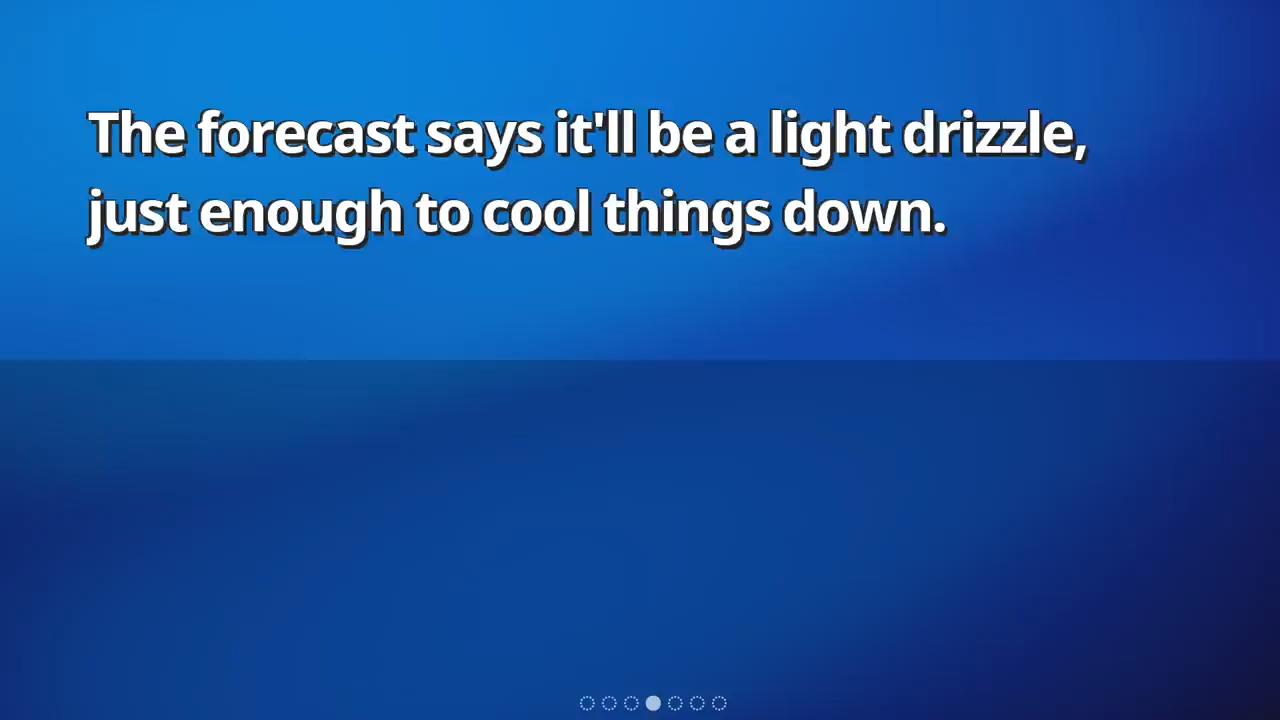 The forecast says it'll be a light drizzle,
just enough to cool things down.